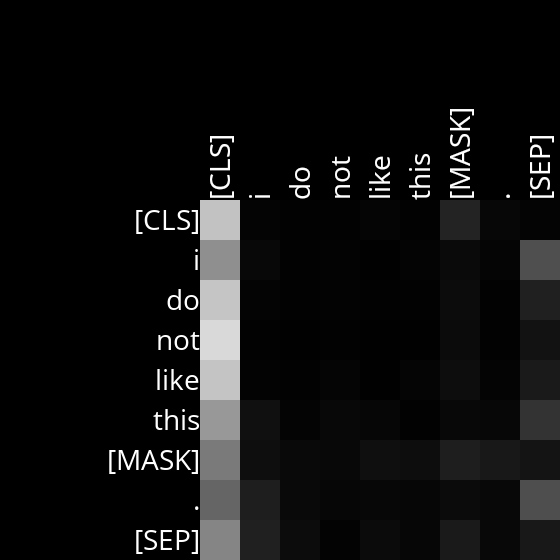 [CLS] i do not like this [MASK] . [SEP]
[CLS]
i
do
not
like
this
[MASK]
.
[SEP]